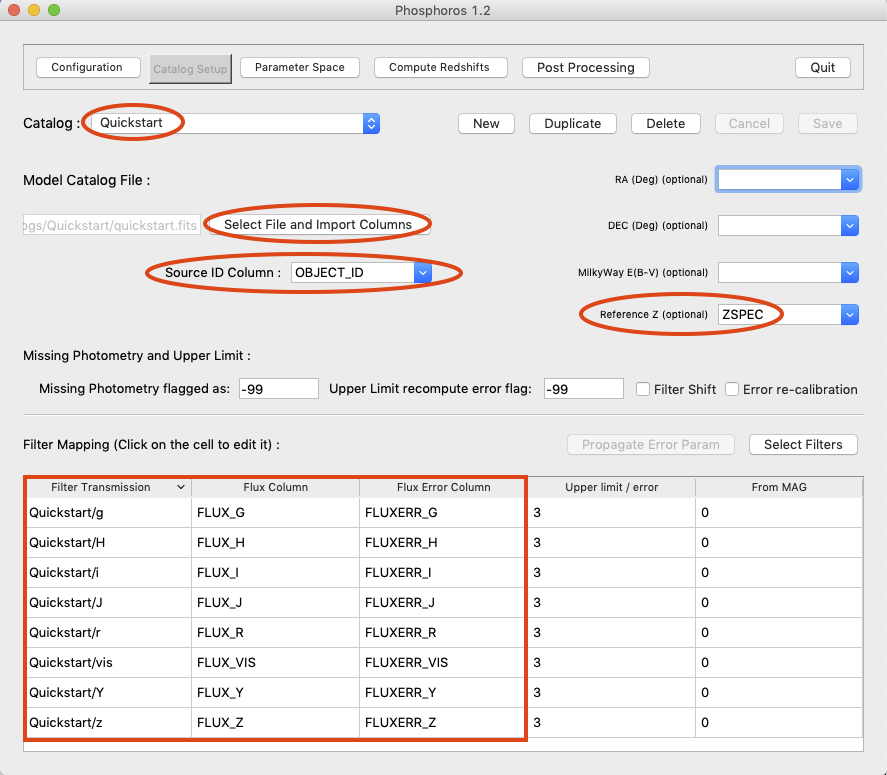 Phosphoros 1.2
Configuration Catalog Setup Parameter Space Compute Redshifts Post Processing Quit
Catalog : Quickstart New Duplicate Delete Cancel Save
Model Catalog File : RA (Deg) (optional)
ogs/Quickstart/quickstart.fits Select File and Import Columns DEC (Deg) (optional)
Source ID Column : OBJECT_ID MilkyWay E(B-V) (optional)
Reference Z (optional) ZSPEC
Missing Photometry and Upper Limit :
Missing Photometry flagged as: -99 Upper Limit recompute error flag: -99 Filter Shift Error re-calibration
Filter Mapping (Click on the cell to edit it) : Propagate Error Param Select Filters
Filter Transmission Flux Column Flux Error Column Upper limit / error From MAG
Quickstart/g FLUX_G FLUXERR_G 3 0
Quickstart/H FLUX_H FLUXERR_H 3 0
Quickstart/i FLUX_I FLUXERR_I 3 0
Quickstart/J FLUX_J FLUXERR_J 3 0
Quickstart/r FLUX_R FLUXERR_R 3 0
Quickstart/vis FLUX_VIS FLUXERR_VIS 3 0
Quickstart/Y FLUX_Y FLUXERR_Y 3 0
Quickstart/z FLUX_Z FLUXERR_Z 3 0